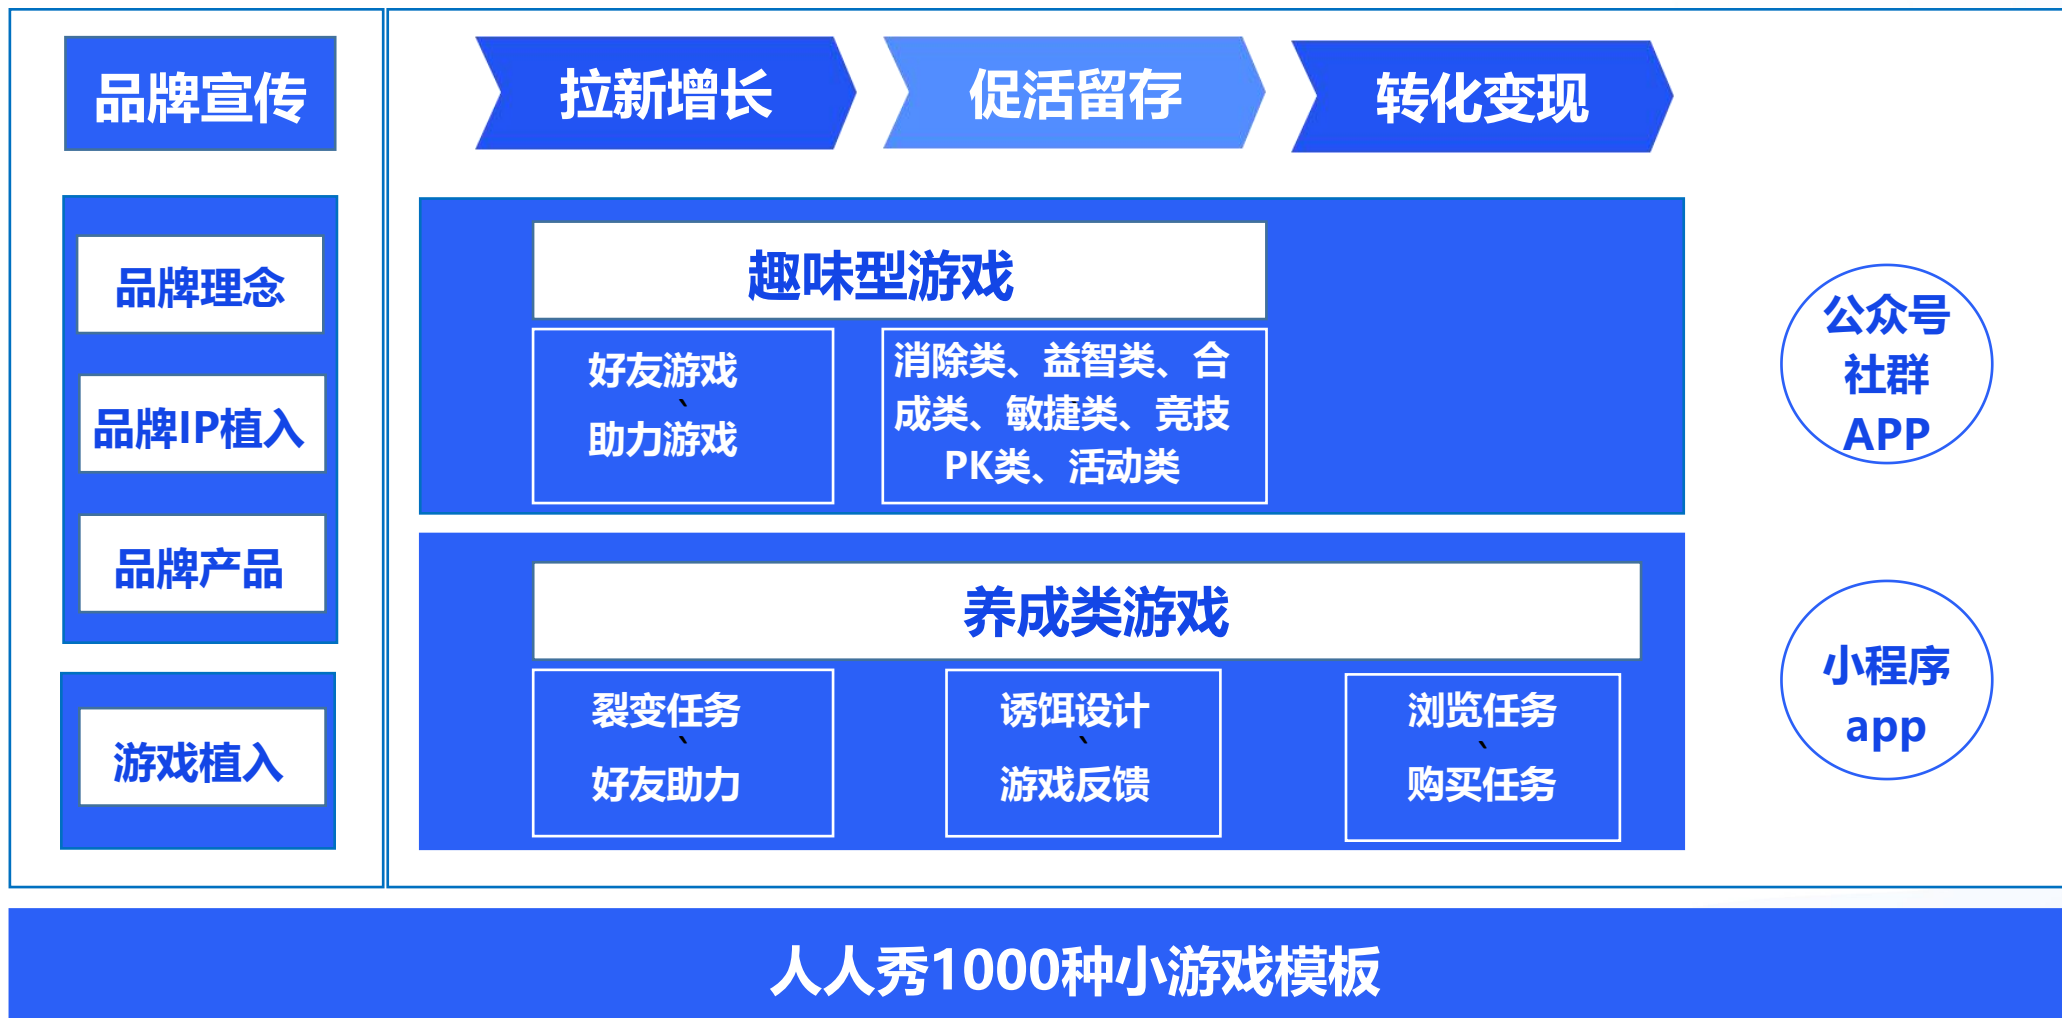 品牌宣传
品牌理念
品牌IP植入
品牌产品
游戏植入
拉新增长
促活留存
转化变现
趣味型游戏
好友游戏
、
助力游戏
消除类、益智类、合
成类、敏捷类、竞技
PK类、活动类
养成类游戏
裂变任务
、
好友助力
诱饵设计
、
游戏反馈
浏览任务
、
购买任务
公众号
社群
APP
小程序
app
人人秀1000种小游戏模板